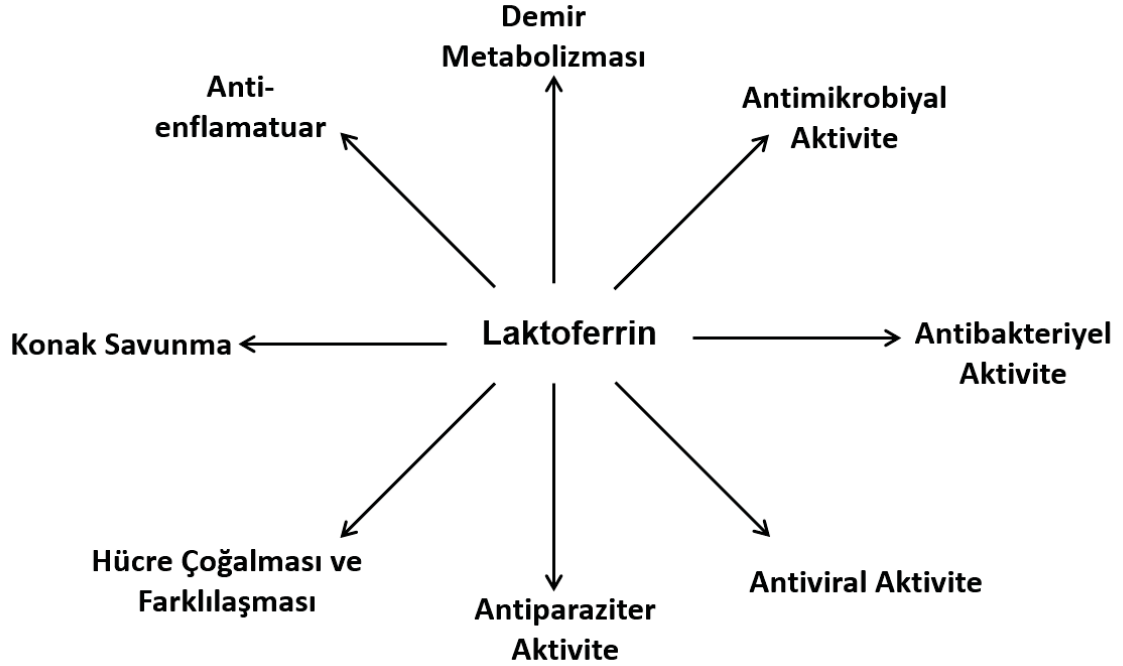 Demir
Metabolizması
Anti-
enflamatuar
Antimikrobiyal
Aktivite
Konak Savunma
Laktoferrin
Antibakteriyel
Aktivite
Hücre Çoğalması ve
Farklılaşması
Antiparaziter
Aktivite
Antiviral Aktivite